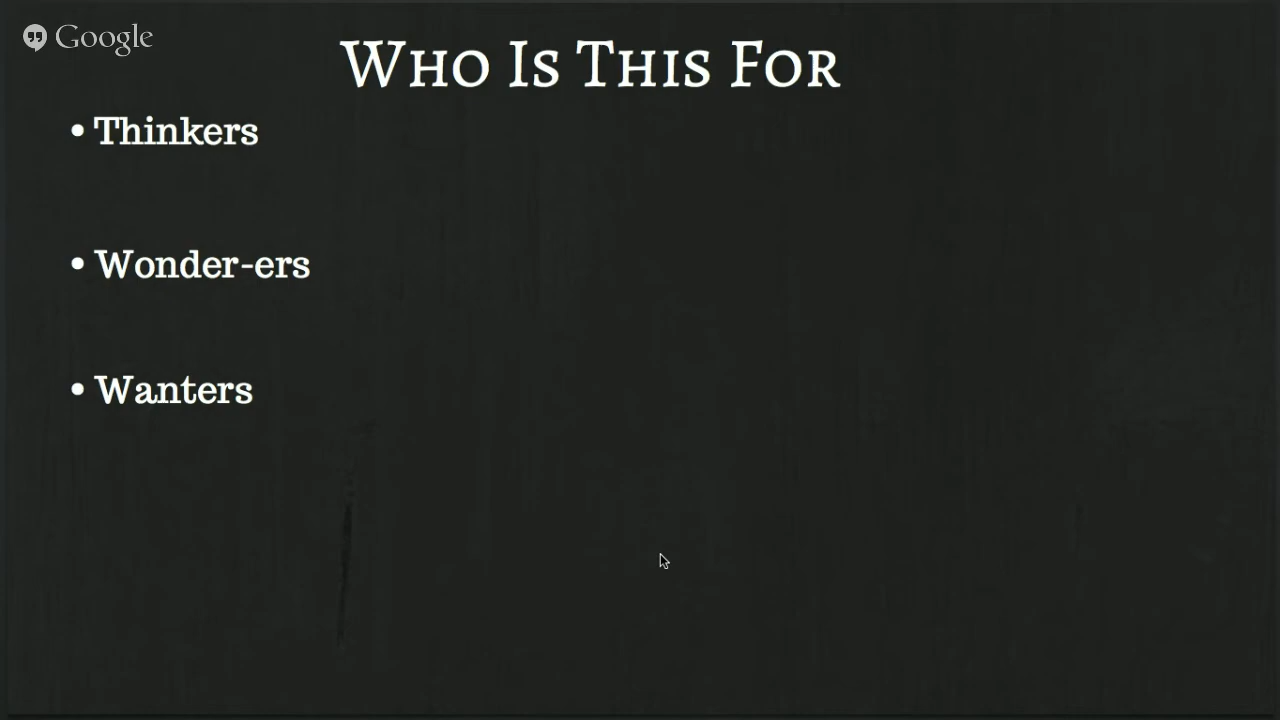 Google
Who Is This For
• Thinkers
• Wonder-ers
• Wanters